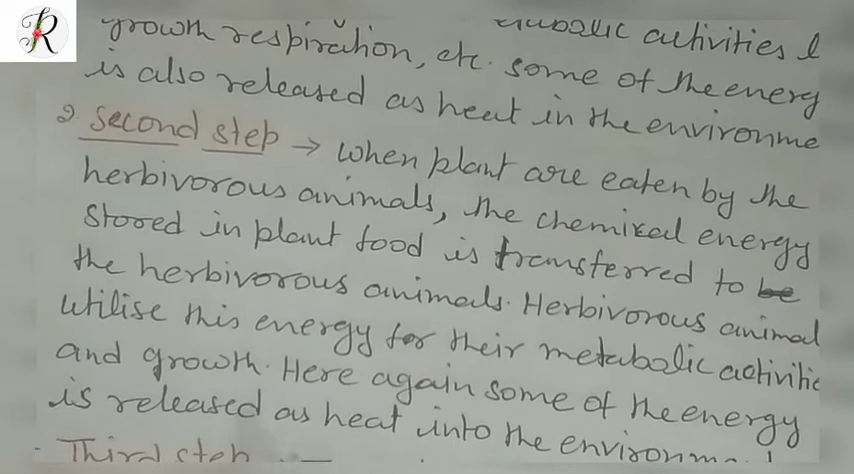 R
metabolic activities l
growth respiration, etc. some of the energ
is also released as heat in the environme
2 Second step → When plant are eaten by the
herbivorous animals, the chemical energy
stored in plant food is transferred to be
the herbivorous animals. Herbivorous animal
utilise this energy for their metabolic activitie
and growth. Here again some of the energy
is released as heat into the environm
Third step